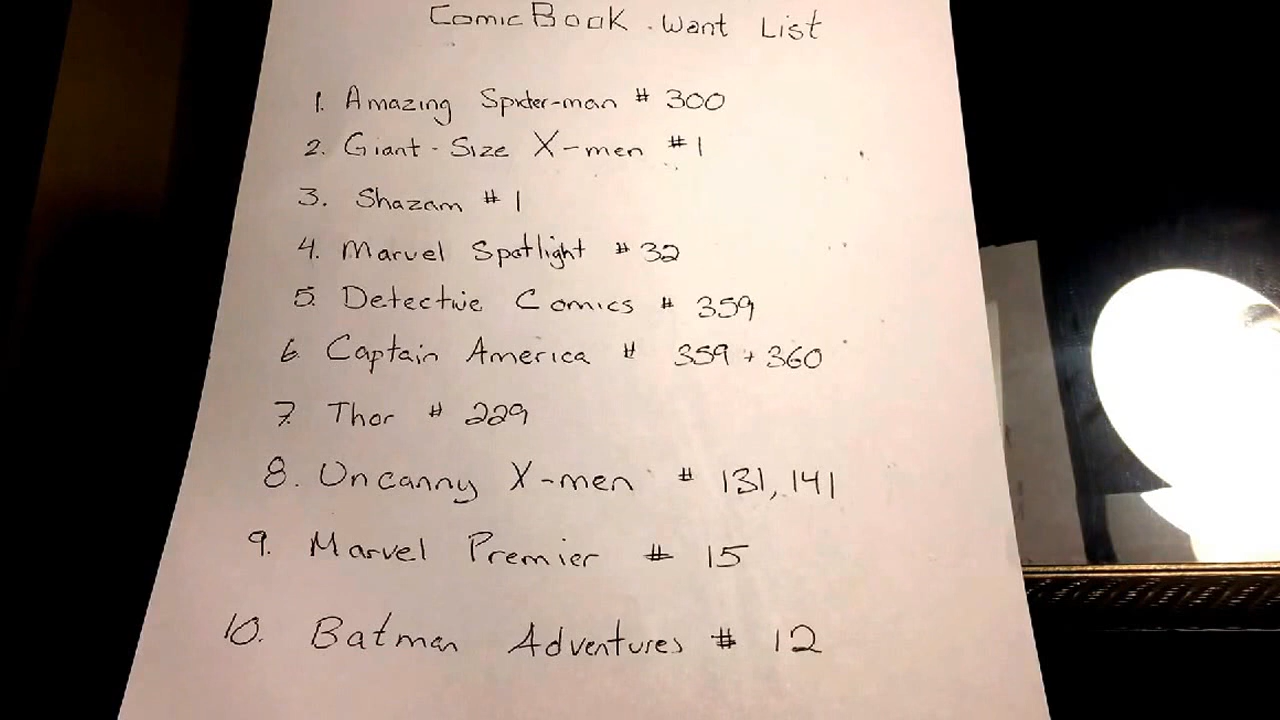 Comic Book Want List
1. Amazing Spider-man # 300
2. Giant-Size X-men #1
3. Shazam # 1
4. Marvel Spotlight # 32
5. Detective Comics # 359
6. Captain America # 359 + 360
7. Thor # 229
8. Uncanny X-men # 131, 141
9. Marvel Premier # 15
10. Batman Adventures # 12